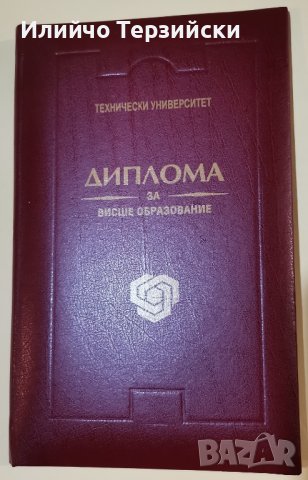 Илийчо Терзийски
ТЕХНИЧЕСКИ УНИВЕРСИТЕТ
ДИПЛОМА
ЗА
ВИСШЕ ОБРАЗОВАНИЕ
BAZAR